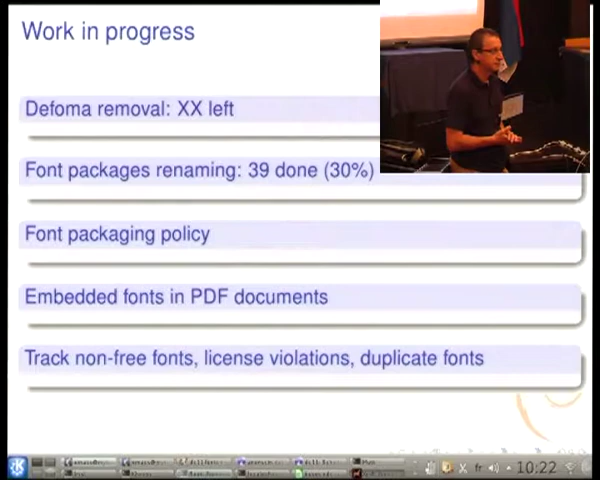 Work in progress
Defoma removal: XX left
Font packages renaming: 39 done (30%)
Font packaging policy
Embedded fonts in PDF documents
Track non-free fonts, license violations, duplicate fonts
fr
10:22